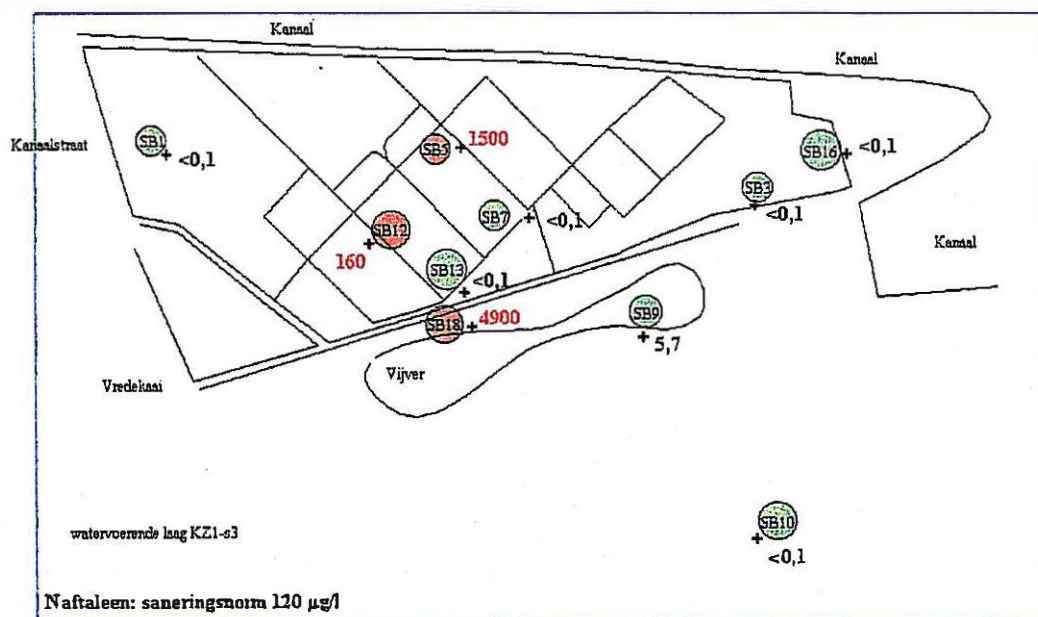 Kanaal
Kanaal
SB1
<0,1
Kanaalstraat
SB5
1500
SB16
<0,1
SB3
<0,1
SB7
<0,1
SB12
160
SB13
<0,1
Kanaal
SB18
4900
SB9
5,7
Vijver
Vredekaai
SB10
<0,1
watervoerende laag KZ1-s3
Naftaleen: saneringsnorm 120 µg/l